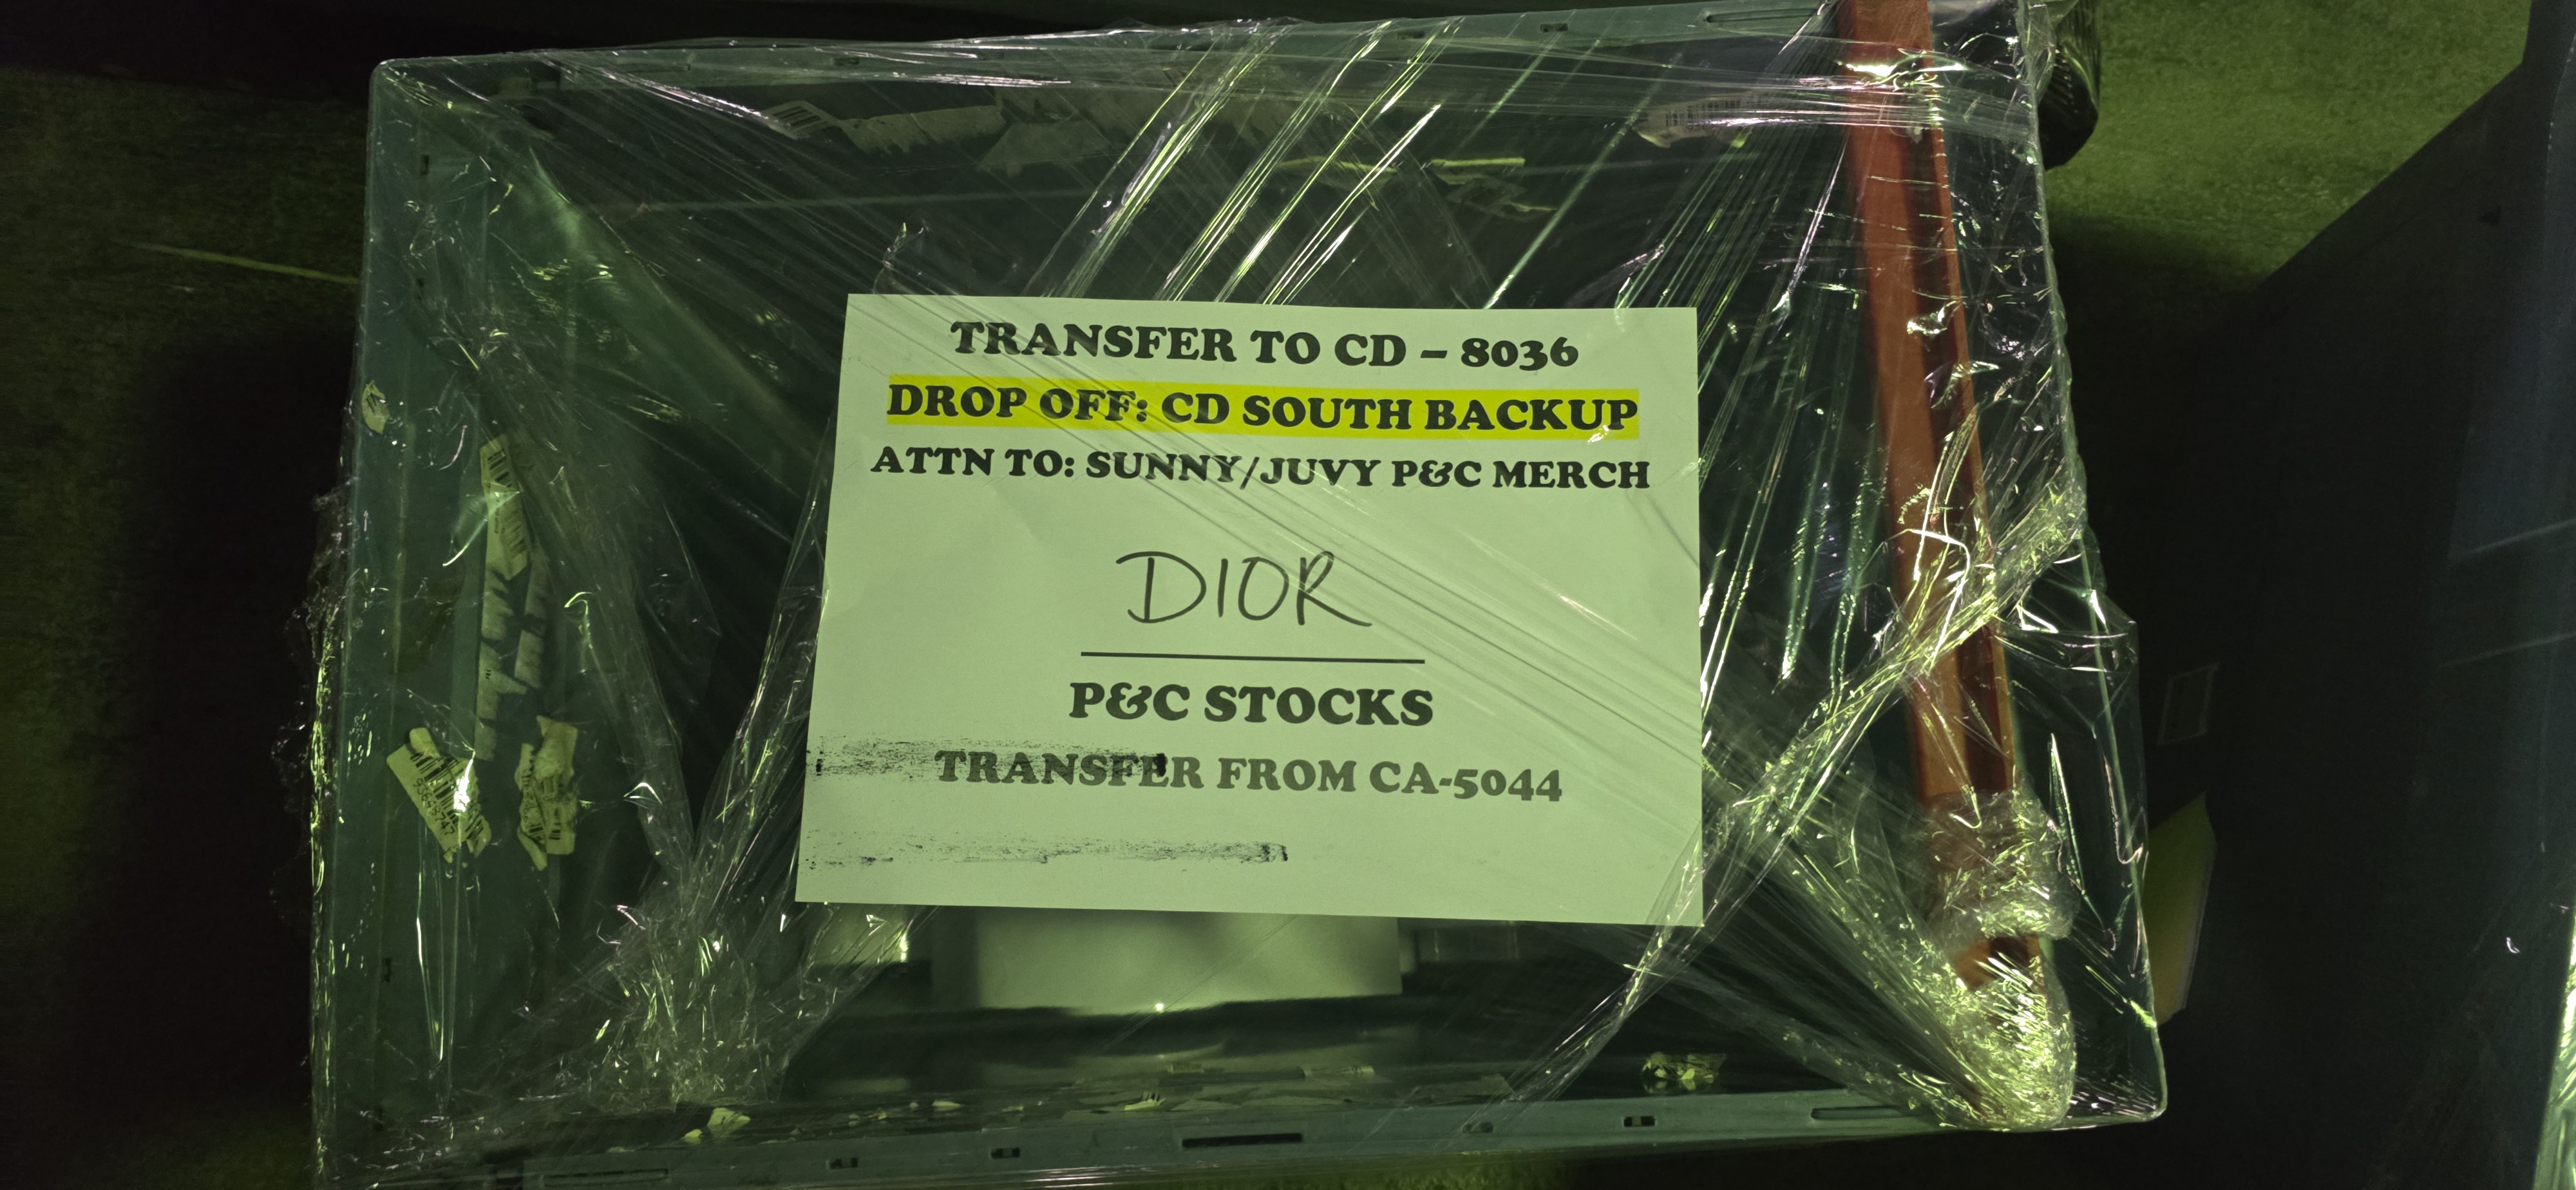 TRANSFER TO CD – 8036
DROP OFF: CD SOUTH BACKUP
ATTN TO: SUNNY/JUVY P&C MERCH
DIOR
P&C STOCKS
TRANSFER FROM CA-5044